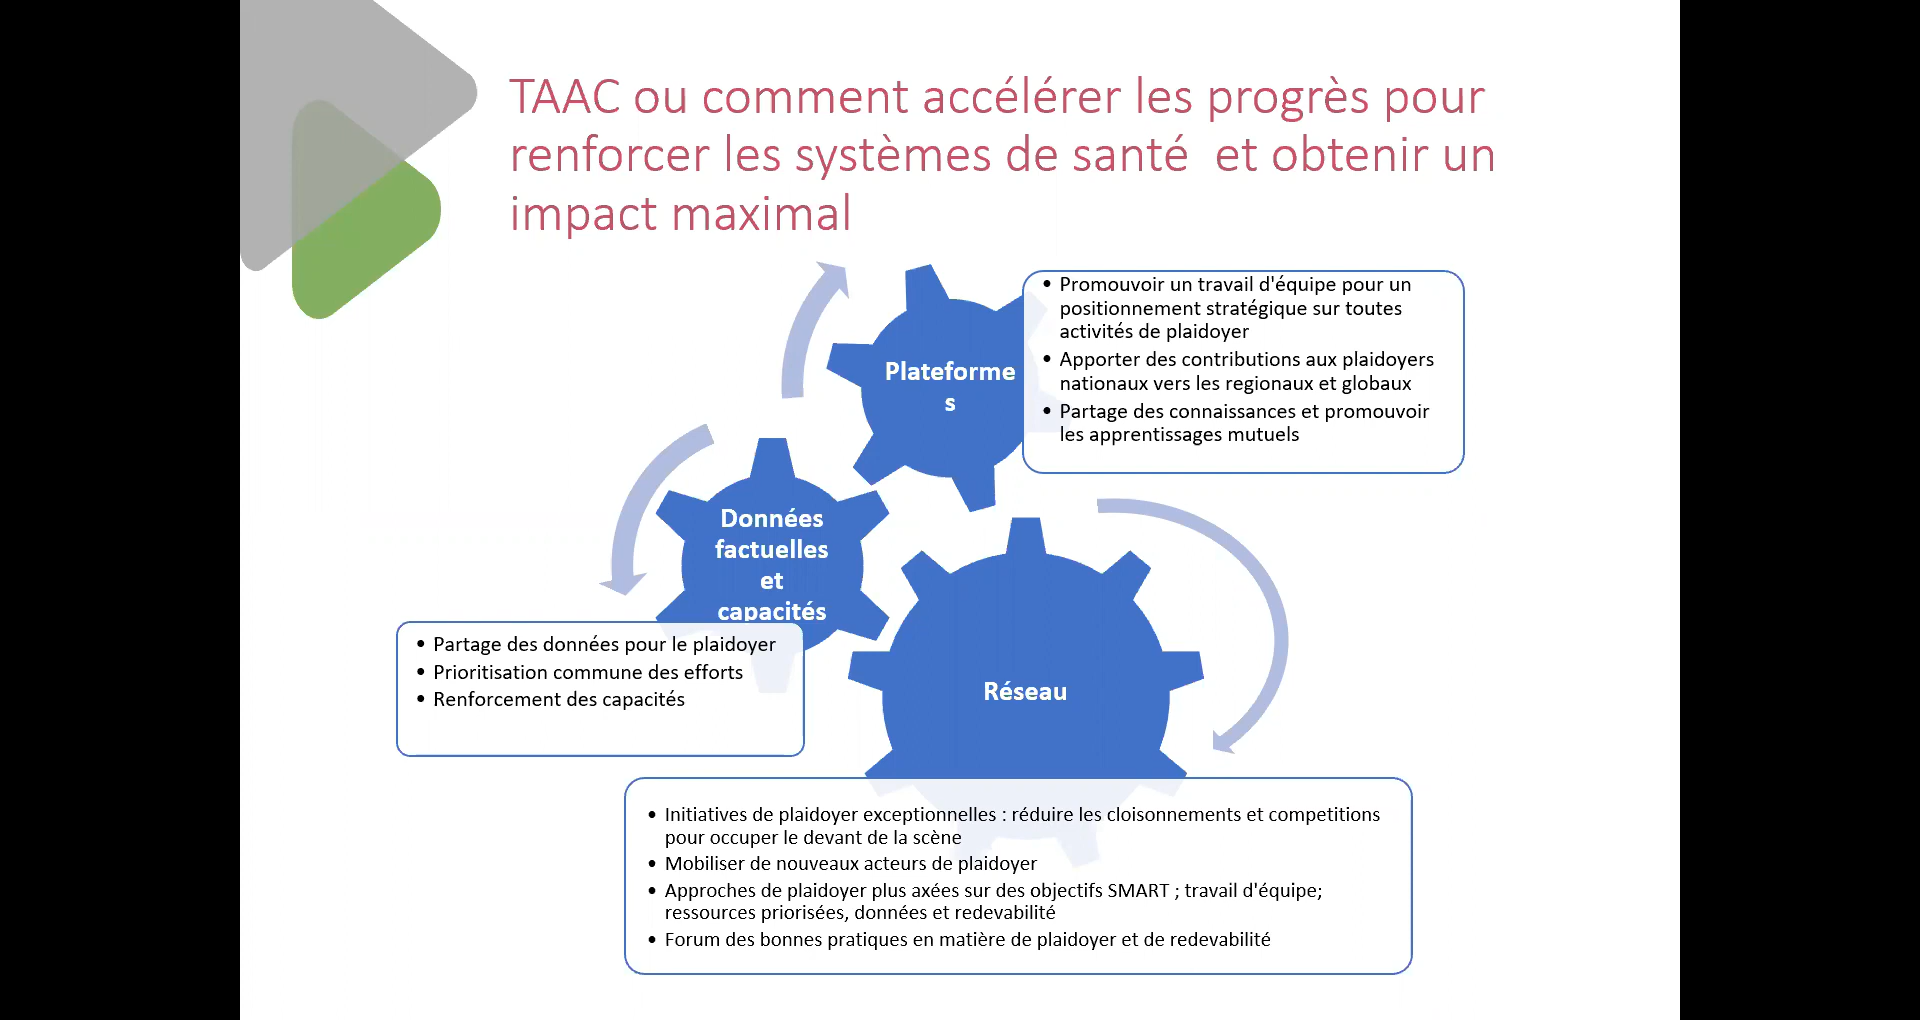 TAAC ou comment accélérer les progrès pour
renforcer les systèmes de santé et obtenir un
impact maximal
Plateforme
s
• Promouvoir un travail d'équipe pour un
positionnement stratégique sur toutes
activités de plaidoyer
• Apporter des contributions aux plaidoyers
nationaux vers les regionaux et globaux
• Partage des connaissances et promouvoir
les apprentissages mutuels
Données
factuelles
et
capacités
• Partage des données pour le plaidoyer
• Prioritisation commune des efforts
• Renforcement des capacités
Réseau
• Initiatives de plaidoyer exceptionnelles : réduire les cloisonnements et competitions
pour occuper le devant de la scène
• Mobiliser de nouveaux acteurs de plaidoyer
• Approches de plaidoyer plus axées sur des objectifs SMART ; travail d'équipe;
ressources priorisées, données et redevabilité
• Forum des bonnes pratiques en matière de plaidoyer et de redevabilité